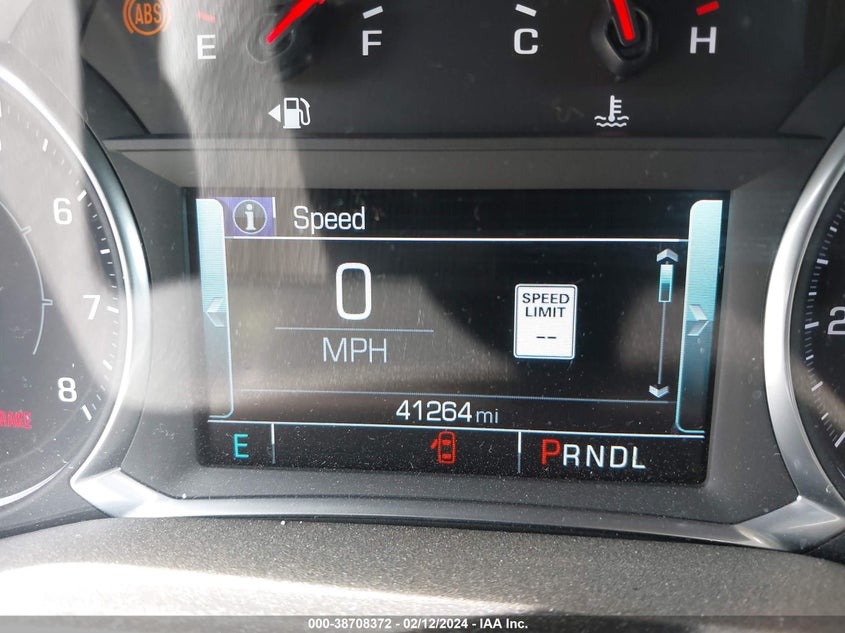 ABS
E F C H
i Speed
6
0
SPEED
LIMIT
--
7
2
MPH
8
41264 mi
E PRNDL
000-38708372 - 02/12/2024 - IAA Inc.